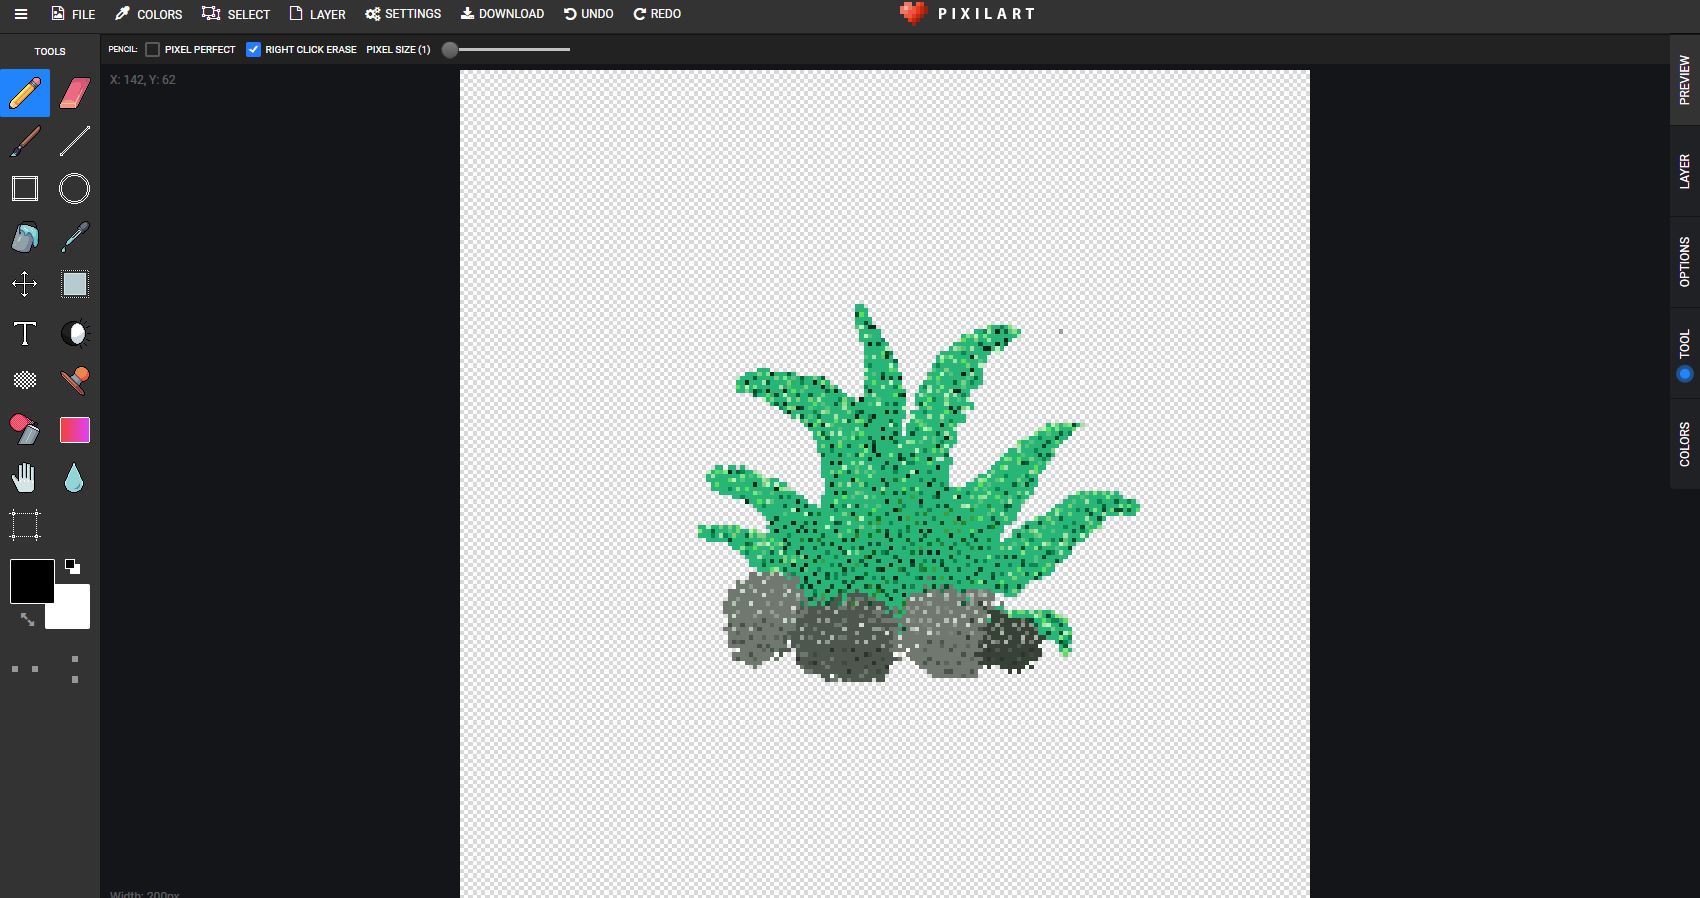 FILE COLORS SELECT LAYER SETTINGS DOWNLOAD UNDO REDO PIXILART
TOOLS
PENCIL: PIXEL PERFECT RIGHT CLICK ERASE PIXEL SIZE (1)
X: 142, Y: 62
PREVIEW
LAYER
OPTIONS
TOOL
COLORS
Width: 200px